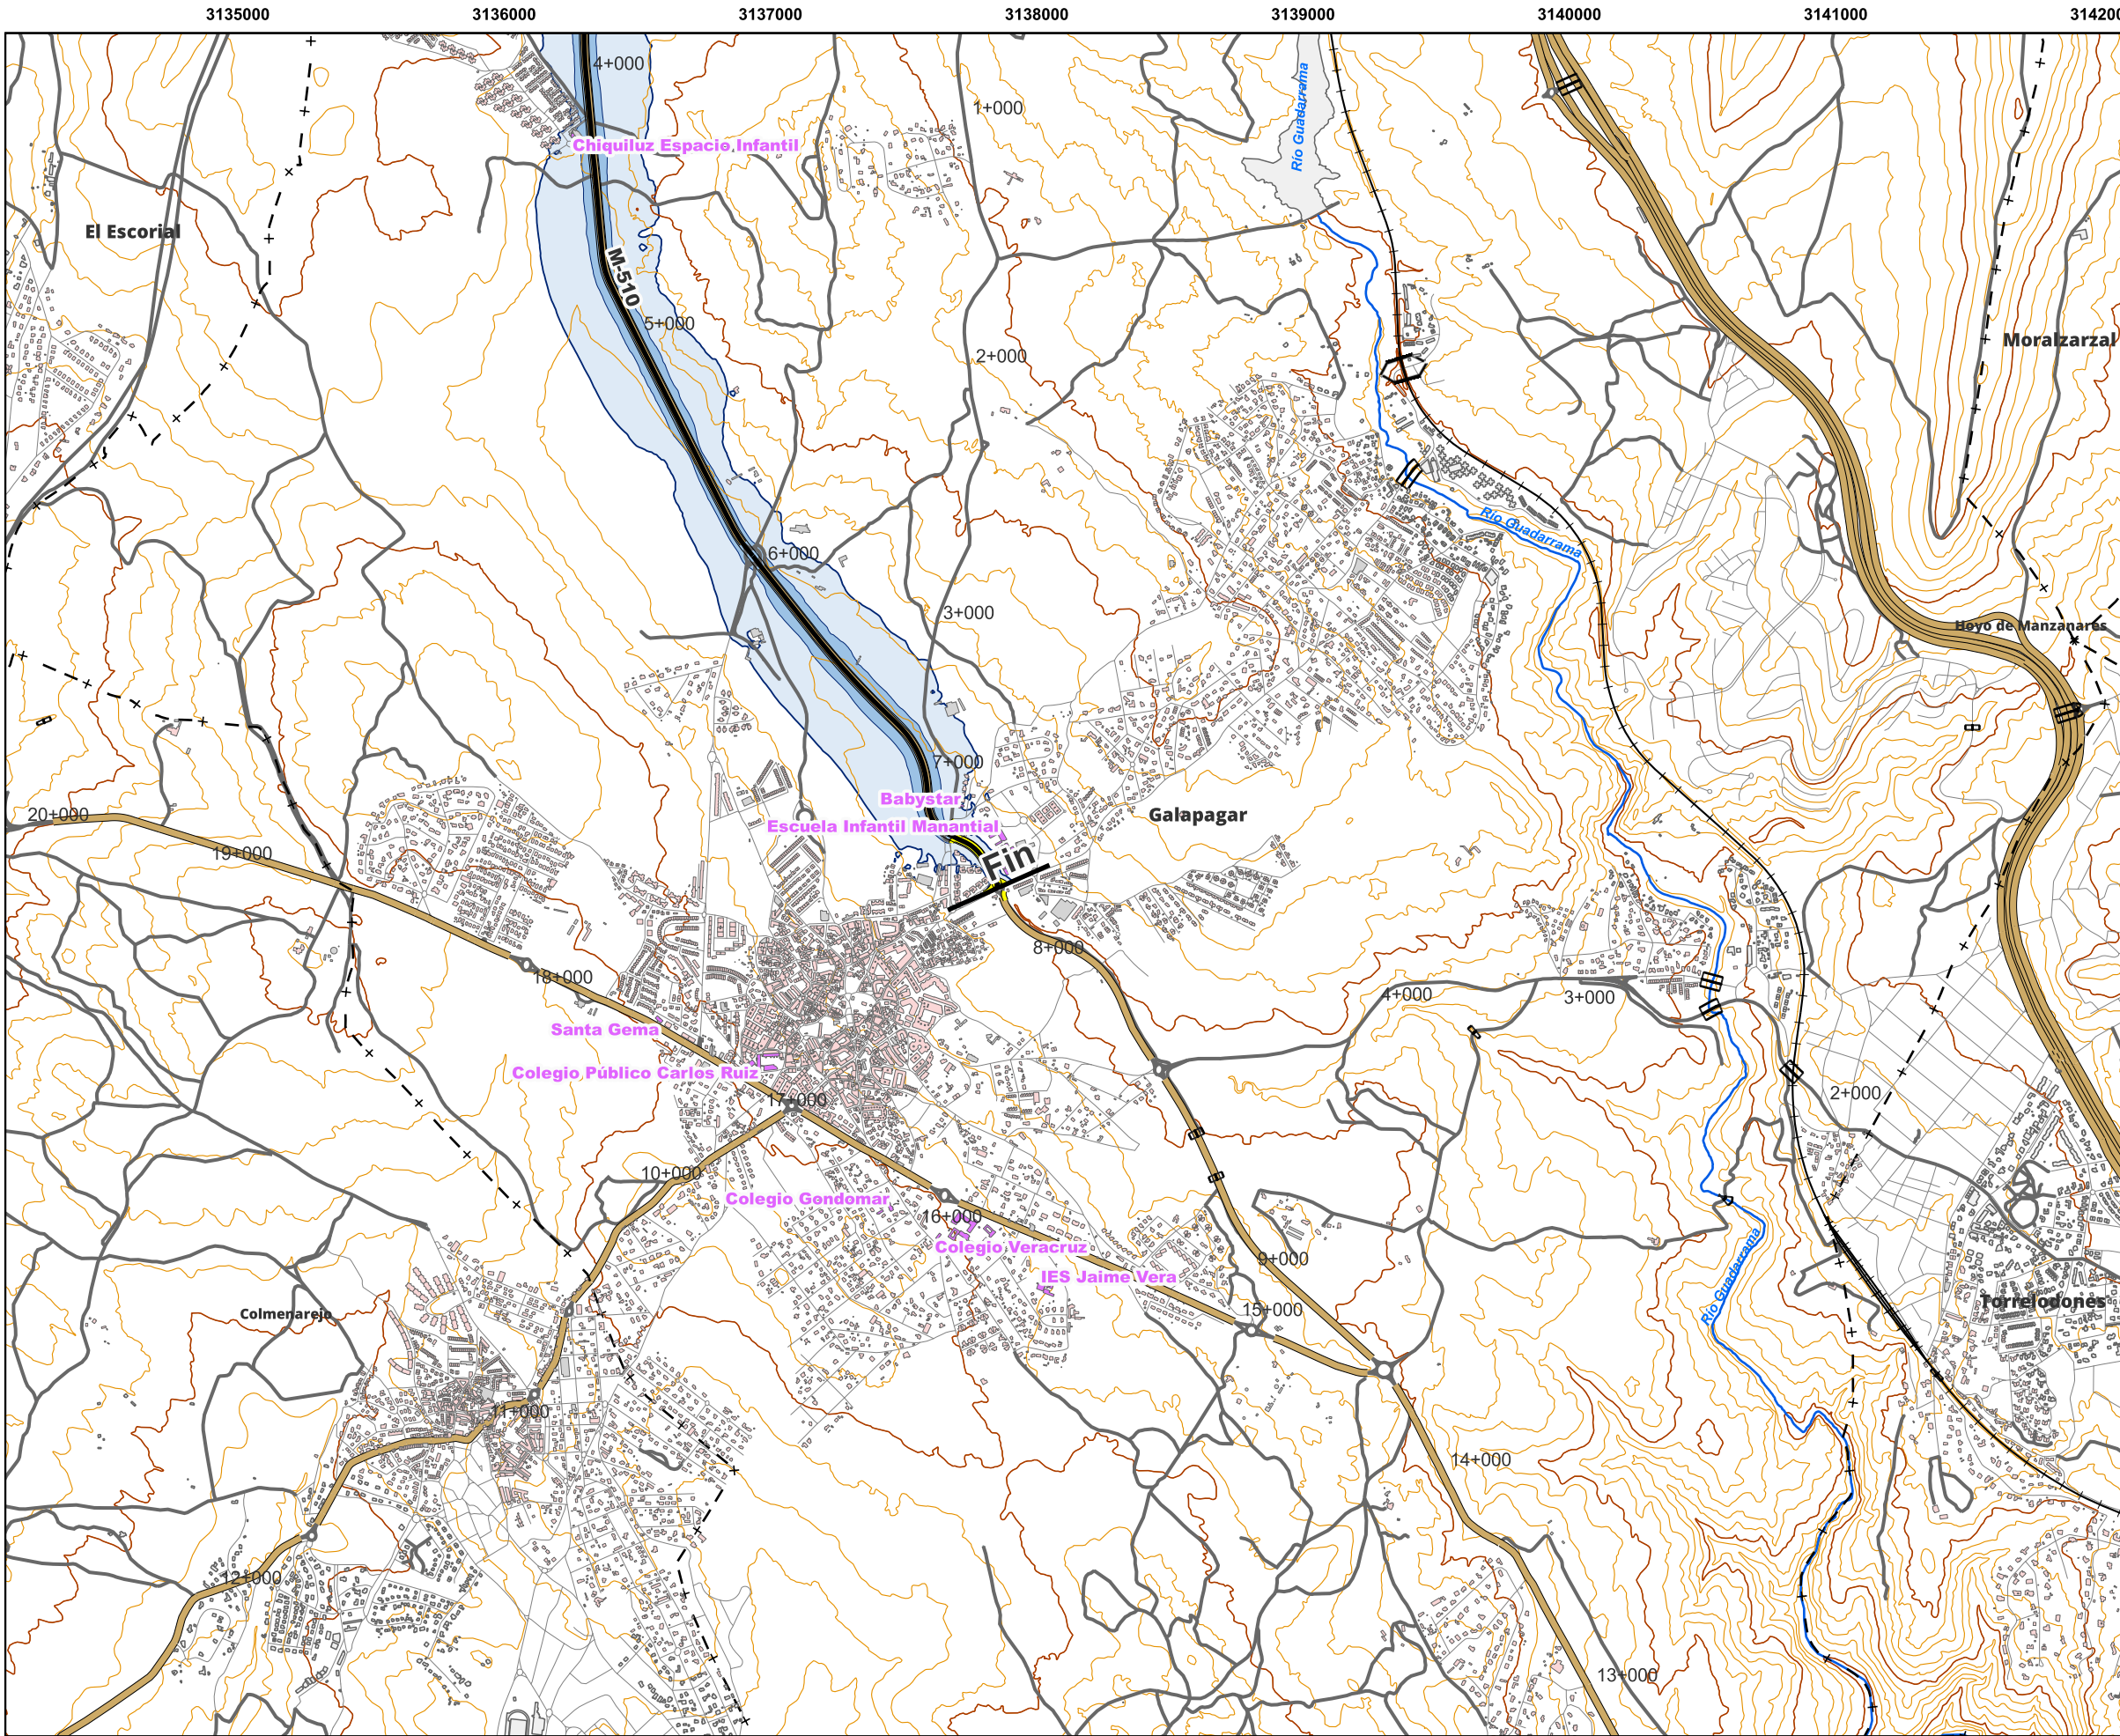 3135000 3136000 3137000 3138000 3139000 3140000 3141000 314200
4+000
1+000
Río Guadarrama
Chiquiluz Espacio Infantil
El Escorial
M-510
5+000
2+000
Moralzarzal
Río Guadarrama
6+000
3+000
Hoyo de Manzanares
7+000
Babystar
20+000
Galapagar
Escuela Infantil Manantial
19+000
Fin
8+000
18+000
4+000
3+000
Santa Gema
Colegio Público Carlos Ruiz
2+000
17+000
10+000
Colegio Gondomar
16+000
Colegio Veracruz
9+000
Río Guadarrama
IES Jaime Vera
Torrelodones
15+000
Colmenarejo
11+000
14+000
12+000
13+000